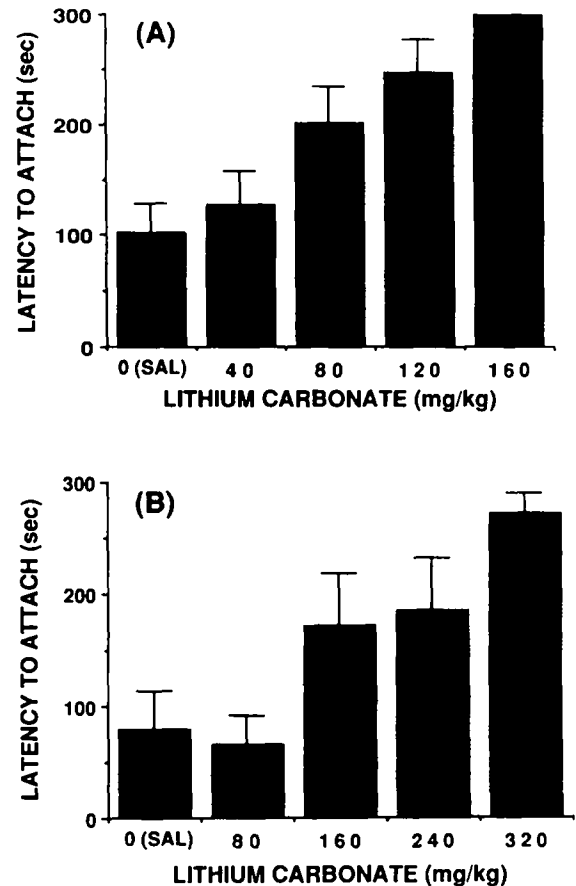 (A)
LATENCY TO ATTACH (sec)
300
200
100
0
0 (SAL) 40 80 120 160
LITHIUM CARBONATE (mg/kg)
(B)
LATENCY TO ATTACH (sec)
300
200
100
0
0 (SAL) 80 160 240 320
LITHIUM CARBONATE (mg/kg)